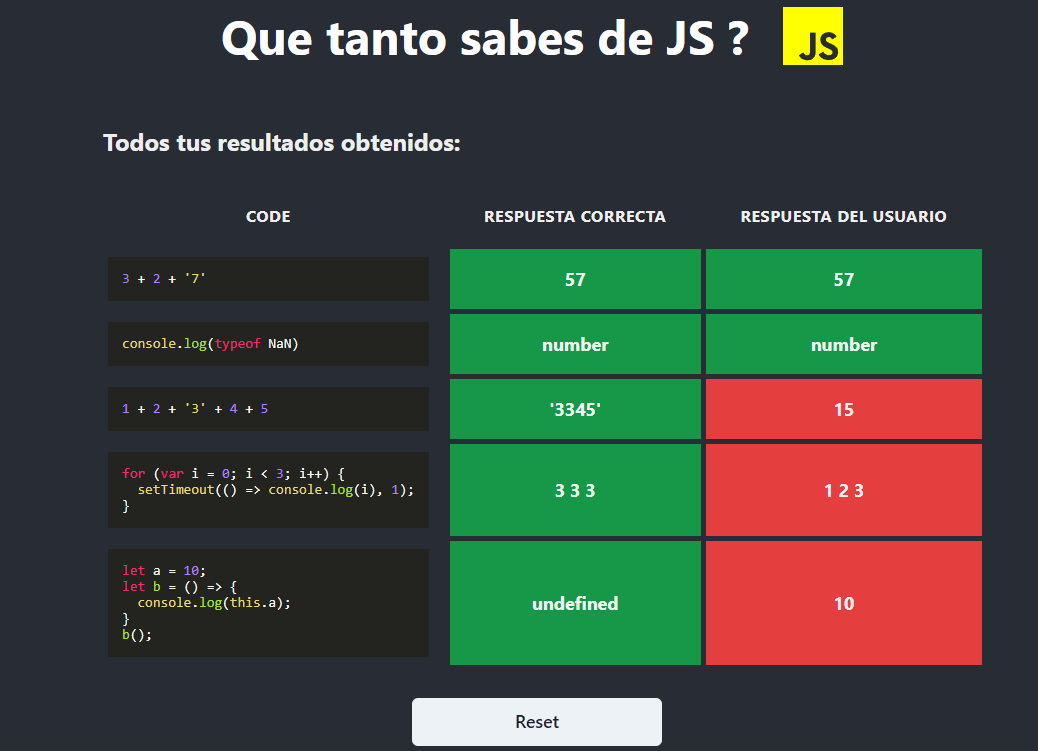 Que tanto sabes de JS ?
JS
Todos tus resultados obtenidos:
CODE RESPUESTA CORRECTA RESPUESTA DEL USUARIO
3 + 2 + '7' 57 57
console.log(typeof NaN) number number
1 + 2 + '3' + 4 + 5 '3345' 15
for (var i = 0; i < 3; i++) {
  setTimeout(() => console.log(i), 1);
}
3 3 3 1 2 3
let a = 10;
let b = () => {
  console.log(this.a);
}
b();
undefined 10
Reset